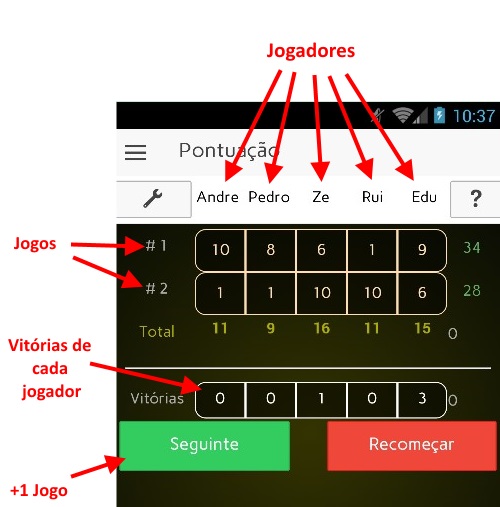 Jogadores
10:37
Pontuação
Andre Pedro Ze Rui Edu ?
Jogos
# 1 10 8 6 1 9 34
# 2 1 1 10 10 6 28
Total 11 9 16 11 15 0
Vitórias de
cada
jogador
Vitórias 0 0 1 0 3 0
Seguinte Recomeçar
+1 Jogo